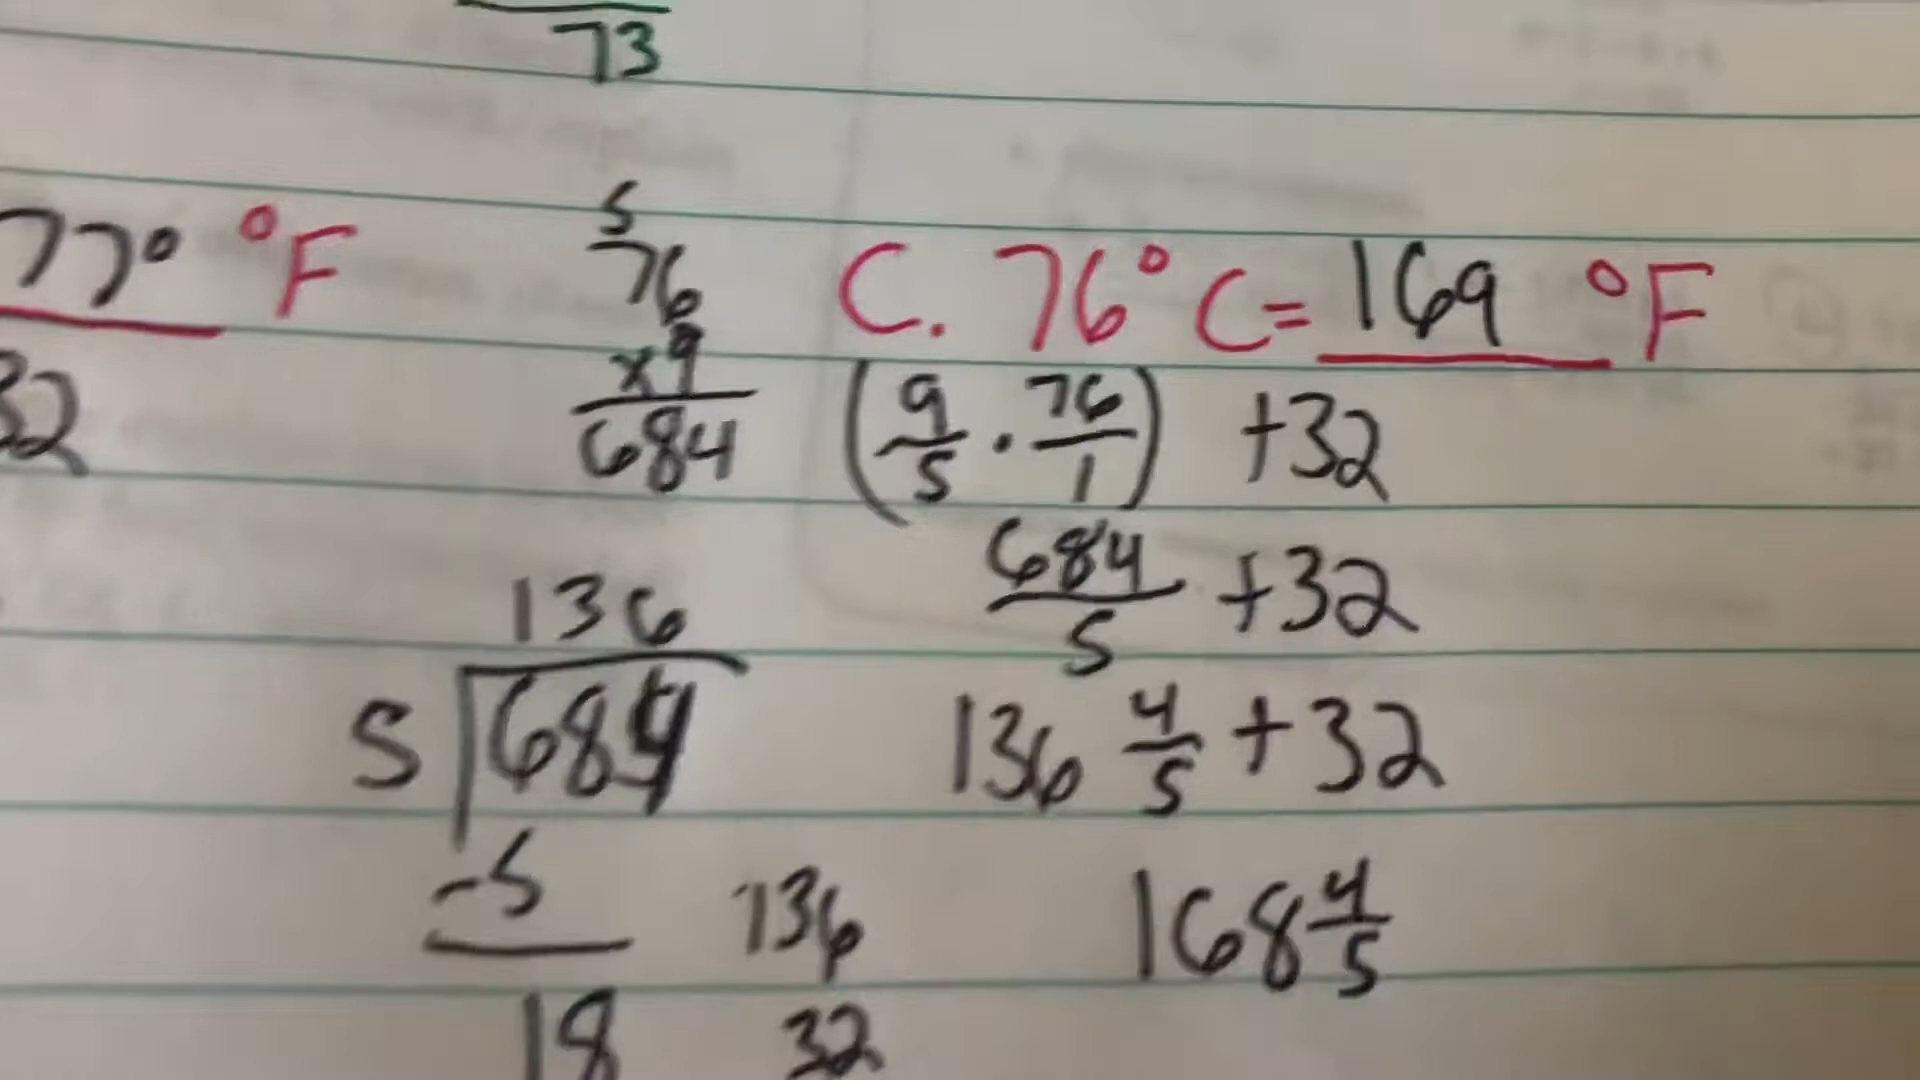 73
77° °F
32
5
76
x9
684
C. 76° C= 169 °F
(9/5 · 76/1) +32
684/5 +32
136 4/5 +32
168 4/5
136
5 684
-5
18
136
32